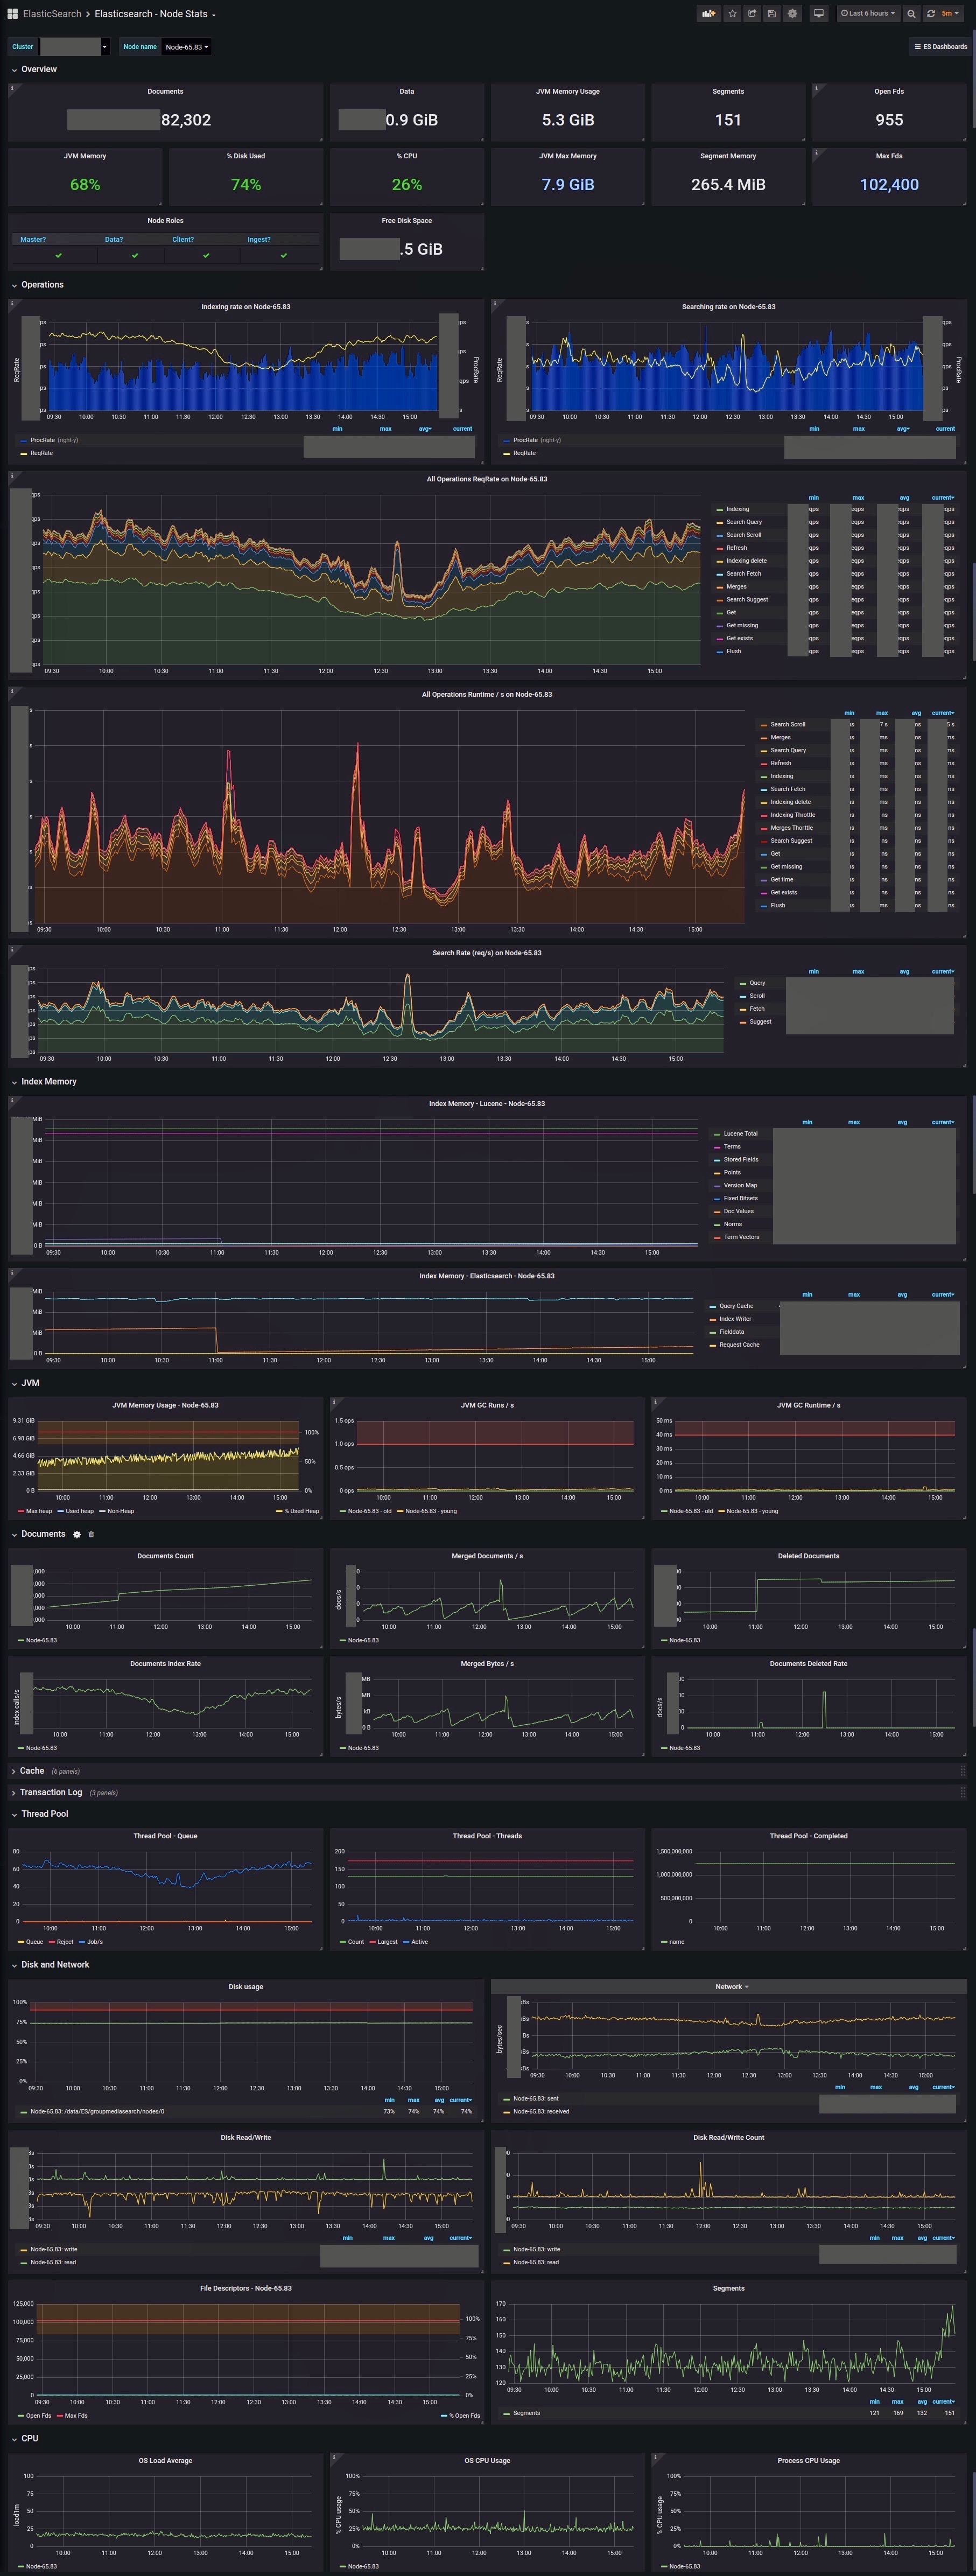 ElasticSearch > Elasticsearch - Node Stats
Last 6 hours 5m
Cluster Node name Node-65.83 ES Dashboards
Overview
Documents Data JVM Memory Usage Segments Open Fds
82,302 0.9 GiB 5.3 GiB 151 955
JVM Memory % Disk Used % CPU JVM Max Memory Segment Memory Max Fds
68% 74% 26% 7.9 GiB 265.4 MiB 102,400
Node Roles Free Disk Space
Master? Data? Client? Ingest?
.5 GiB
Operations
Indexing rate on Node-65.83
ReqRate ProcRate
09:30 10:00 10:30 11:00 11:30 12:00 12:30 13:00 13:30 14:00 14:30 15:00
min max avg current
ProcRate (right-y)
ReqRate
Searching rate on Node-65.83
ReqRate ProcRate
09:30 10:00 10:30 11:00 11:30 12:00 12:30 13:00 13:30 14:00 14:30 15:00
min max avg current
ProcRate (right-y)
ReqRate
All Operations ReqRate on Node-65.83
09:30 10:00 10:30 11:00 11:30 12:00 12:30 13:00 13:30 14:00 14:30 15:00
min max avg current
Indexing
Search Query
Search Scroll
Refresh
Indexing delete
Search Fetch
Merges
Search Suggest
Get
Get missing
Get exists
Flush
All Operations Runtime / s on Node-65.83
09:30 10:00 10:30 11:00 11:30 12:00 12:30 13:00 13:30 14:00 14:30 15:00
min max avg current
Search Scroll
Merges
Search Query
Refresh
Indexing
Search Fetch
Indexing delete
Indexing Throttle
Merges Thorttle
Search Suggest
Get
Get missing
Get time
Get exists
Flush
Search Rate (req/s) on Node-65.83
09:30 10:00 10:30 11:00 11:30 12:00 12:30 13:00 13:30 14:00 14:30 15:00
min max avg current
Query
Scroll
Fetch
Suggest
Index Memory
Index Memory - Lucene - Node-65.83
MiB
MiB
MiB
MiB
MiB
MiB
0 B
09:30 10:00 10:30 11:00 11:30 12:00 12:30 13:00 13:30 14:00 14:30 15:00
min max avg current
Lucene Total
Terms
Stored Fields
Points
Version Map
Fixed Bitsets
Doc Values
Norms
Term Vectors
Index Memory - Elasticsearch - Node-65.83
MiB
MiB
MiB
0 B
09:30 10:00 10:30 11:00 11:30 12:00 12:30 13:00 13:30 14:00 14:30 15:00
min max avg current
Query Cache
Index Writer
Fielddata
Request Cache
JVM
JVM Memory Usage - Node-65.83
9.31 GiB
6.98 GiB 100%
4.66 GiB 50%
2.33 GiB
0 B 0%
10:00 11:00 12:00 13:00 14:00 15:00
Max heap Used heap Non-Heap % Used Heap
JVM GC Runs / s
1.5 ops
1.0 ops
0.5 ops
0 ops
10:00 11:00 12:00 13:00 14:00 15:00
Node-65.83 - old Node-65.83 - young
JVM GC Runtime / s
50 ms
40 ms
30 ms
20 ms
10 ms
0 ms
10:00 11:00 12:00 13:00 14:00 15:00
Node-65.83 - old Node-65.83 - young
Documents
Documents Count
10:00 11:00 12:00 13:00 14:00 15:00
Node-65.83
Merged Documents / s
docs/s
10:00 11:00 12:00 13:00 14:00 15:00
Node-65.83
Deleted Documents
10:00 11:00 12:00 13:00 14:00 15:00
Node-65.83
Documents Index Rate
index calls/s
10:00 11:00 12:00 13:00 14:00 15:00
Node-65.83
Merged Bytes / s
bytes/s
MB
MB
kB
0 B
10:00 11:00 12:00 13:00 14:00 15:00
Node-65.83
Documents Deleted Rate
docs/s
10:00 11:00 12:00 13:00 14:00 15:00
Node-65.83
Cache (6 panels)
Transaction Log (3 panels)
Thread Pool
Thread Pool - Queue
80
60
40
20
0
10:00 11:00 12:00 13:00 14:00 15:00
Queue Reject Job/s
Thread Pool - Threads
200
150
100
50
0
10:00 11:00 12:00 13:00 14:00 15:00
Count Largest Active
Thread Pool - Completed
1,500,000,000
1,000,000,000
500,000,000
0
10:00 11:00 12:00 13:00 14:00 15:00
name
Disk and Network
Disk usage
100%
75%
50%
25%
0%
09:30 10:00 10:30 11:00 11:30 12:00 12:30 13:00 13:30 14:00 14:30 15:00
min max avg current
Node-65.83: /data/ES/groupmediasearch/nodes/0 73% 74% 74% 74%
Network
bytes/sec
09:30 10:00 10:30 11:00 11:30 12:00 12:30 13:00 13:30 14:00 14:30 15:00
min max avg current
Node-65.83: sent
Node-65.83: received
Disk Read/Write
09:30 10:00 10:30 11:00 11:30 12:00 12:30 13:00 13:30 14:00 14:30 15:00
min max avg current
Node-65.83: write
Node-65.83: read
Disk Read/Write Count
09:30 10:00 10:30 11:00 11:30 12:00 12:30 13:00 13:30 14:00 14:30 15:00
min max avg current
Node-65.83: write
Node-65.83: read
File Descriptors - Node-65.83
125,000
100,000 100%
75,000 75%
50,000 50%
25,000 25%
0 0%
09:30 10:00 10:30 11:00 11:30 12:00 12:30 13:00 13:30 14:00 14:30 15:00
Open Fds Max Fds % Open Fds
Segments
170
160
150
140
130
120
09:30 10:00 10:30 11:00 11:30 12:00 12:30 13:00 13:30 14:00 14:30 15:00
min max avg current
Segments 121 169 132 151
CPU
OS Load Average
load1m
100
75
50
25
0
10:00 11:00 12:00 13:00 14:00 15:00
Node-65.83
OS CPU Usage
% CPU usage
100%
75%
50%
25%
0%
10:00 11:00 12:00 13:00 14:00 15:00
Node-65.83
Process CPU Usage
% CPU usage
100%
75%
50%
25%
0%
10:00 11:00 12:00 13:00 14:00 15:00
Node-65.83